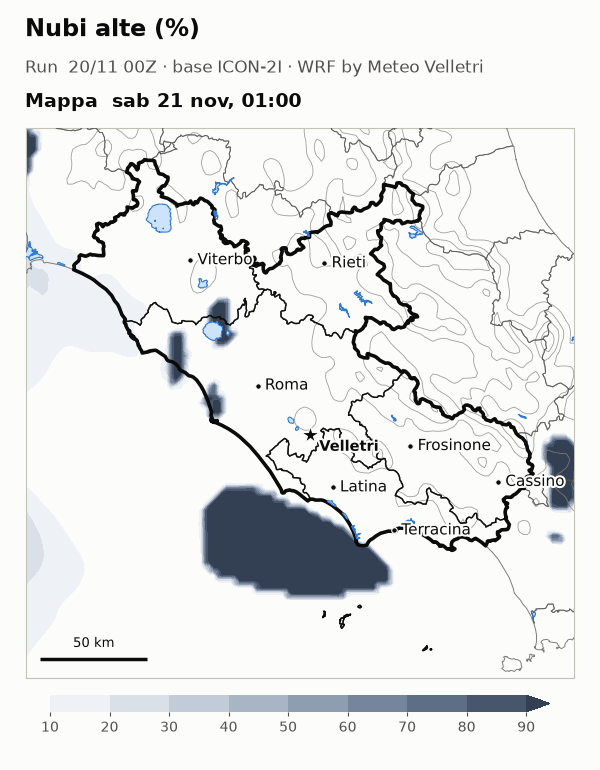 Nubi alte (%)
Run  20/11 00Z · base ICON-2I · WRF by Meteo Velletri
Mappa  sab 21 nov, 01:00
Viterbo
Rieti
Roma
Velletri
Frosinone
Cassino
Latina
Terracina
50 km
10 20 30 40 50 60 70 80 90